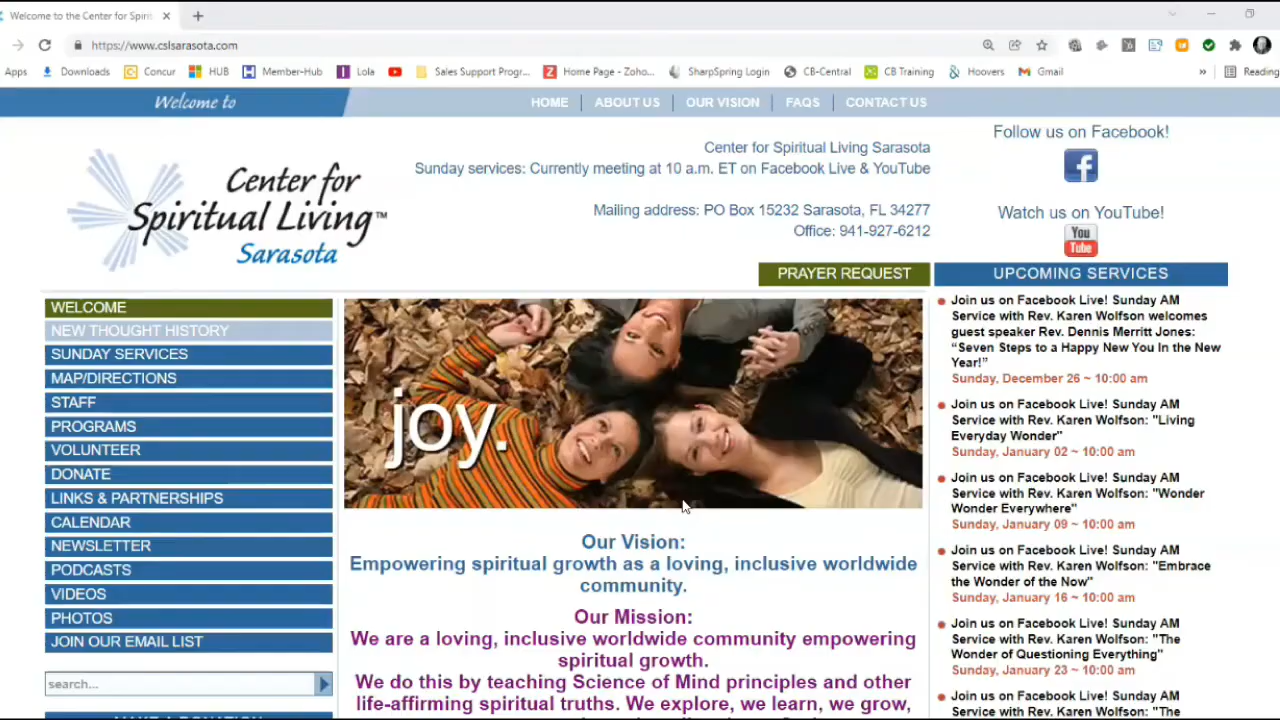 Welcome to the Center for Spirit
https://www.cslsarasota.com
Apps Downloads Concur HUB Member-Hub Lola Sales Support Progr... Home Page - Zoho... SharpSpring Login CB-Central CB Training Hoovers Gmail » Reading
Welcome to
HOME ABOUT US OUR VISION FAQS CONTACT US
Center for
Spiritual Living™
Sarasota
Center for Spiritual Living Sarasota
Sunday services: Currently meeting at 10 a.m. ET on Facebook Live & YouTube
Mailing address: PO Box 15232 Sarasota, FL 34277
Office: 941-927-6212
Follow us on Facebook!
f
Watch us on YouTube!
You
Tube
PRAYER REQUEST
UPCOMING SERVICES
WELCOME
NEW THOUGHT HISTORY
SUNDAY SERVICES
MAP/DIRECTIONS
STAFF
PROGRAMS
VOLUNTEER
DONATE
LINKS & PARTNERSHIPS
CALENDAR
NEWSLETTER
PODCASTS
VIDEOS
PHOTOS
JOIN OUR EMAIL LIST
search...
MAKE A DONATION
joy.
Our Vision:
Empowering spiritual growth as a loving, inclusive worldwide
community.
Our Mission:
We are a loving, inclusive worldwide community empowering
spiritual growth.
We do this by teaching Science of Mind principles and other
life-affirming spiritual truths. We explore, we learn, we grow,
Join us on Facebook Live! Sunday AM
Service with Rev. Karen Wolfson welcomes
guest speaker Rev. Dennis Merritt Jones:
“Seven Steps to a Happy New You In the New
Year!”
Sunday, December 26 ~ 10:00 am
Join us on Facebook Live! Sunday AM
Service with Rev. Karen Wolfson: "Living
Everyday Wonder"
Sunday, January 02 ~ 10:00 am
Join us on Facebook Live! Sunday AM
Service with Rev. Karen Wolfson: "Wonder
Wonder Everywhere"
Sunday, January 09 ~ 10:00 am
Join us on Facebook Live! Sunday AM
Service with Rev. Karen Wolfson: "Embrace
the Wonder of the Now"
Sunday, January 16 ~ 10:00 am
Join us on Facebook Live! Sunday AM
Service with Rev. Karen Wolfson: "The
Wonder of Questioning Everything"
Sunday, January 23 ~ 10:00 am
Join us on Facebook Live! Sunday AM
Service with Rev. Karen Wolfson: "The